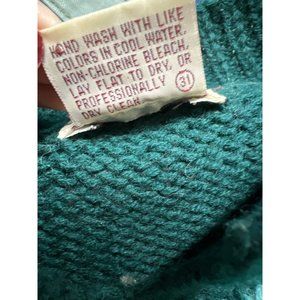 HAND WASH WITH LIKE
COLORS IN COOL WATER,
NON-CHLORINE BLEACH,
LAY FLAT TO DRY, OR
PROFESSIONALLY
DRY CLEAN
31